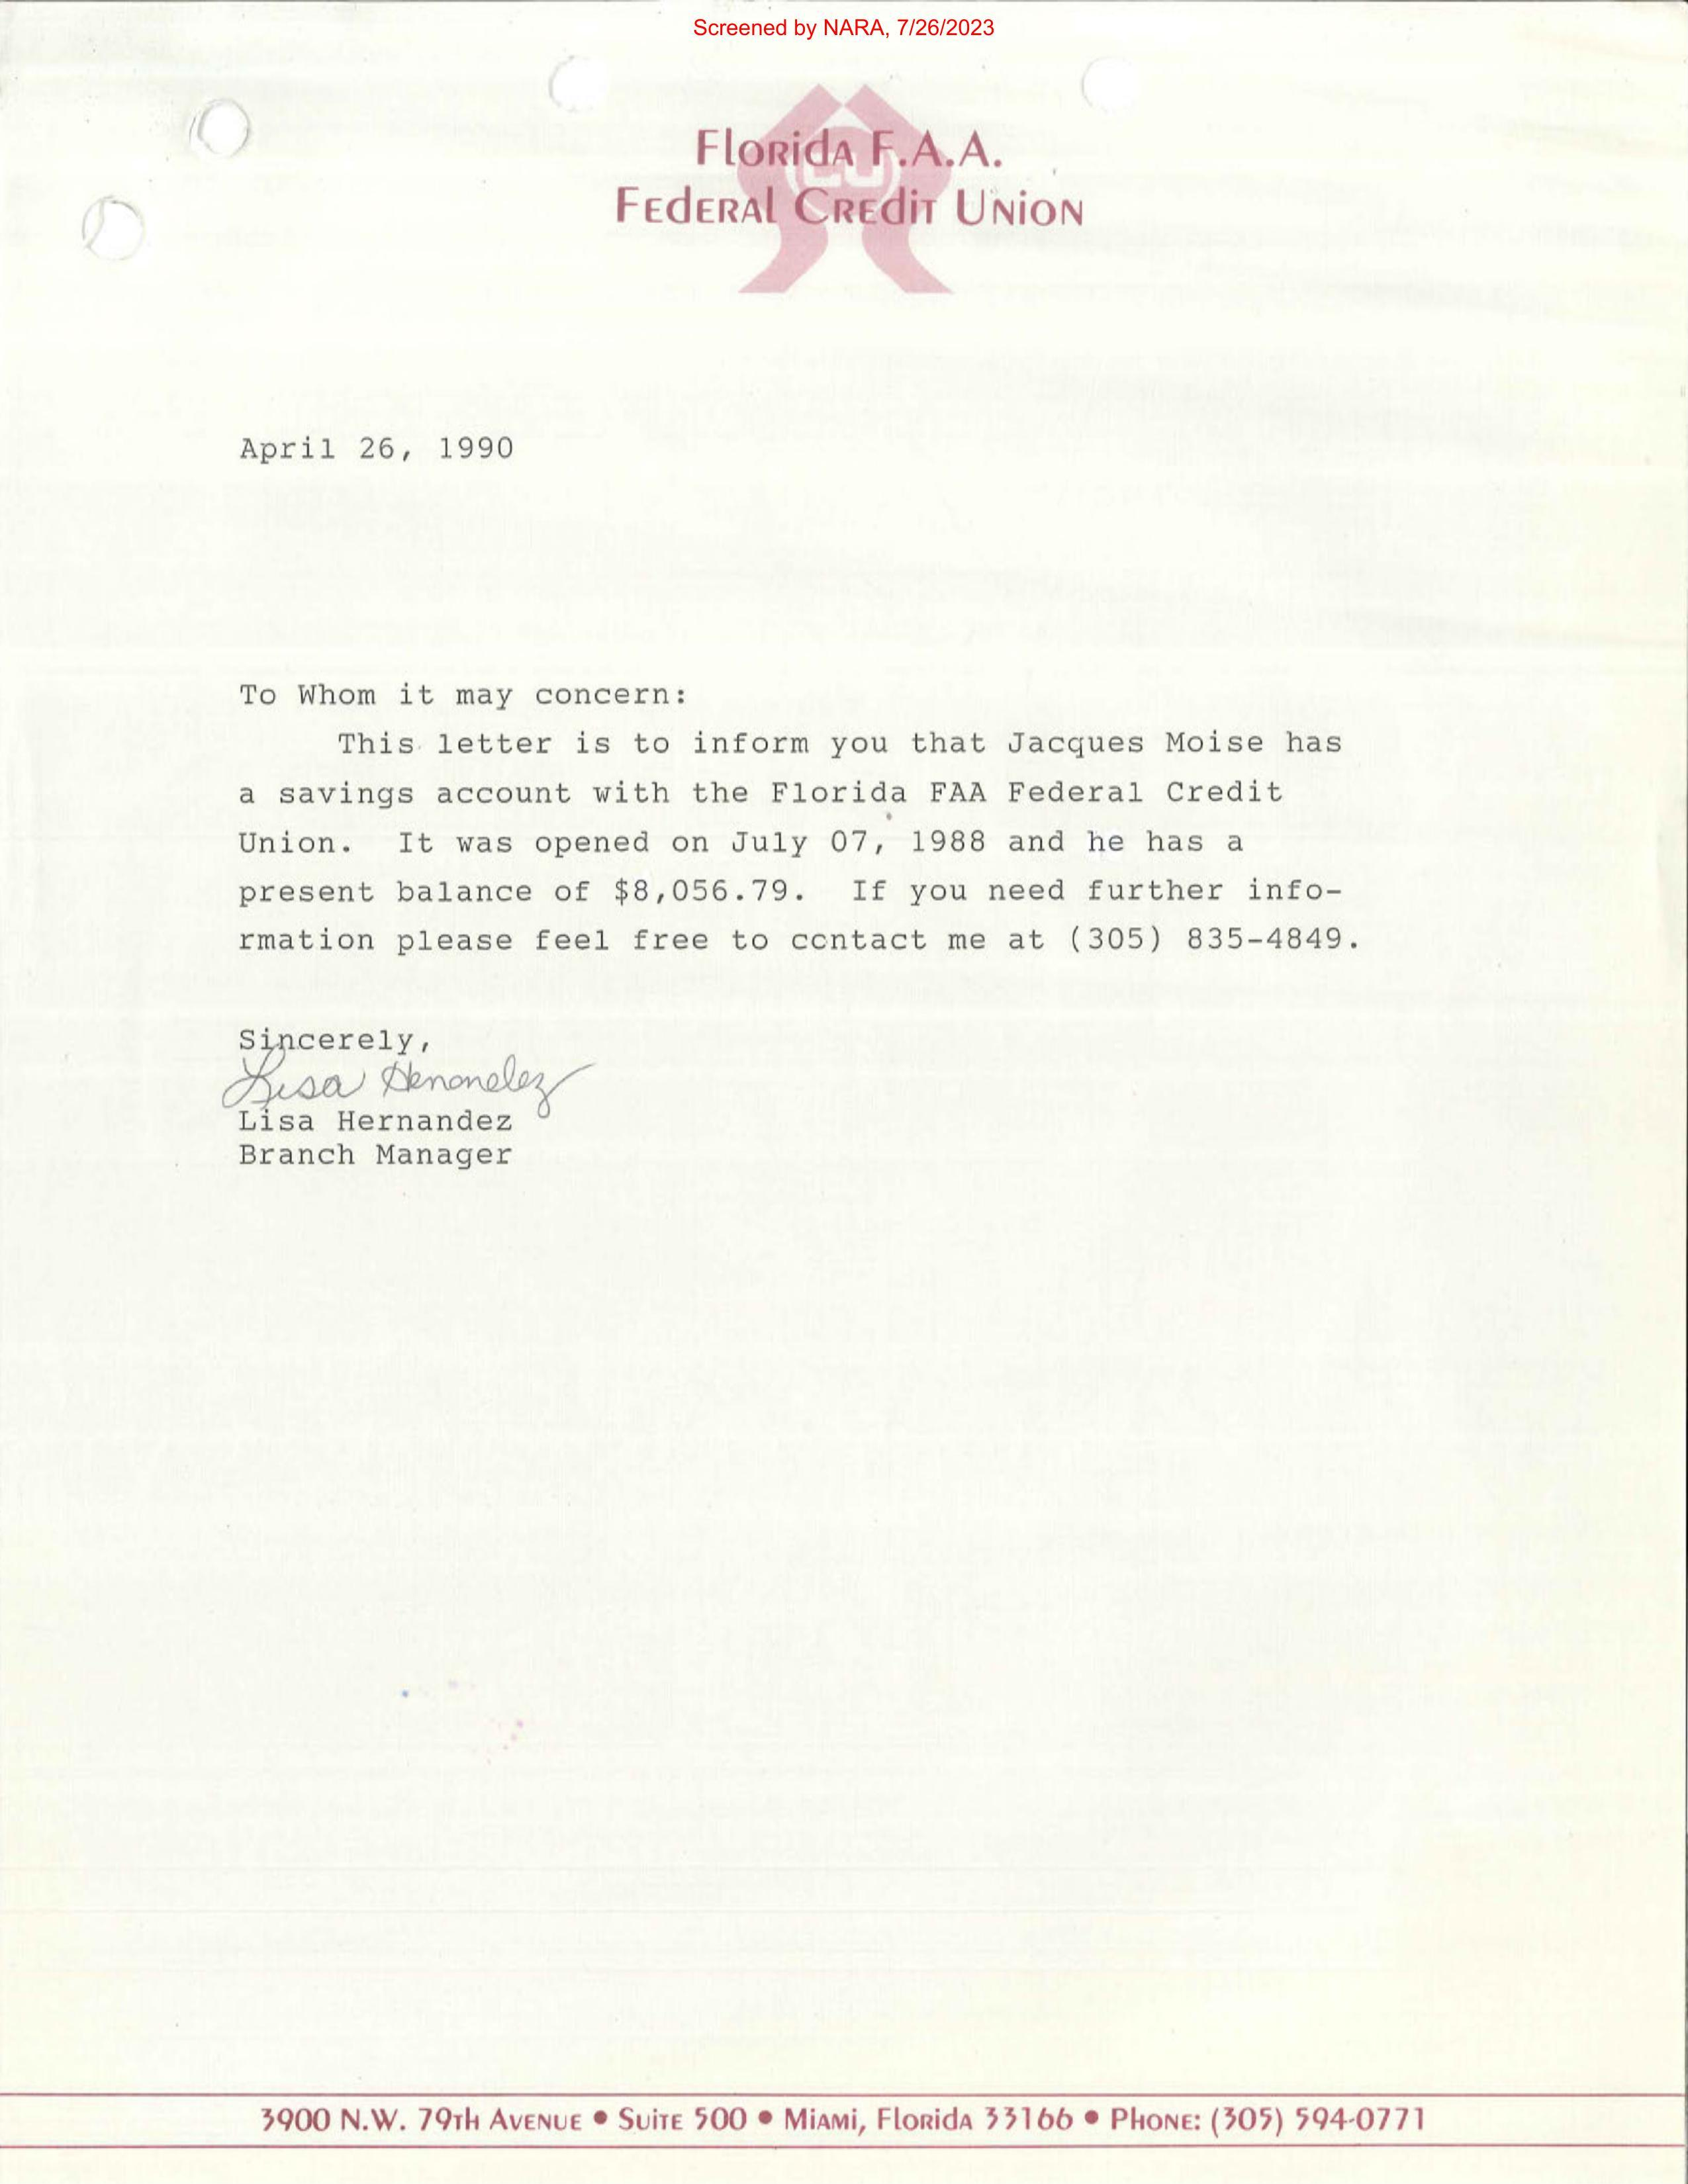 Screened by NARA, 7/26/2023
Florida F.A.A.
CU
Federal Credit Union
April 26, 1990
To Whom it may concern:
This letter is to inform you that Jacques Moise has
a savings account with the Florida FAA Federal Credit
Union. It was opened on July 07, 1988 and he has a
present balance of $8,056.79. If you need further info-
rmation please feel free to ccntact me at (305) 835-4849.
Sincerely,
Lisa Hernandez
Lisa Hernandez
Branch Manager
3900 N.W. 79th Avenue • Suite 500 • Miami, Florida 33166 • Phone: (305) 594-0771